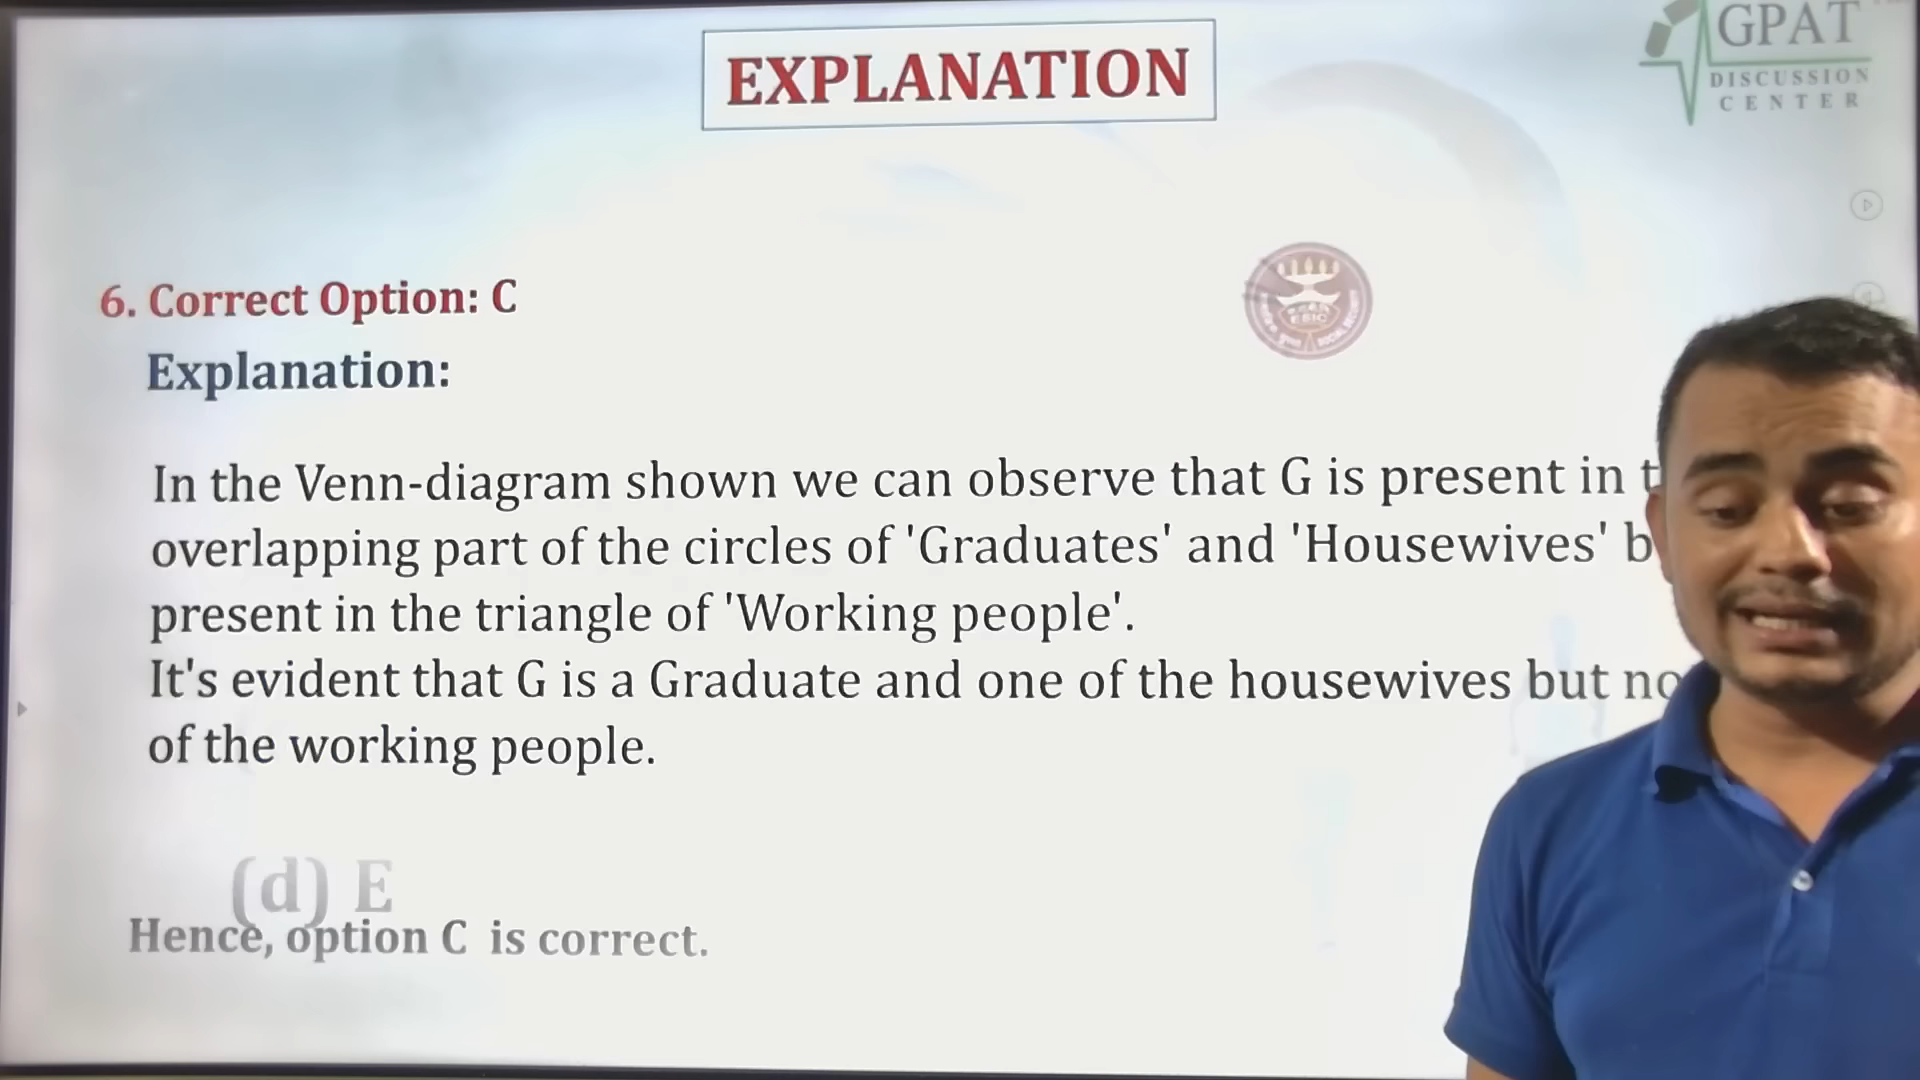 EXPLANATION
GPAT
DISCUSSION
CENTER
6. Correct Option: C
ESIC
Explanation:
In the Venn-diagram shown we can observe that G is present in
overlapping part of the circles of 'Graduates' and 'Housewives'
present in the triangle of 'Working people'.
It's evident that G is a Graduate and one of the housewives but
of the working people.
(d) E
Hence, option C is correct.